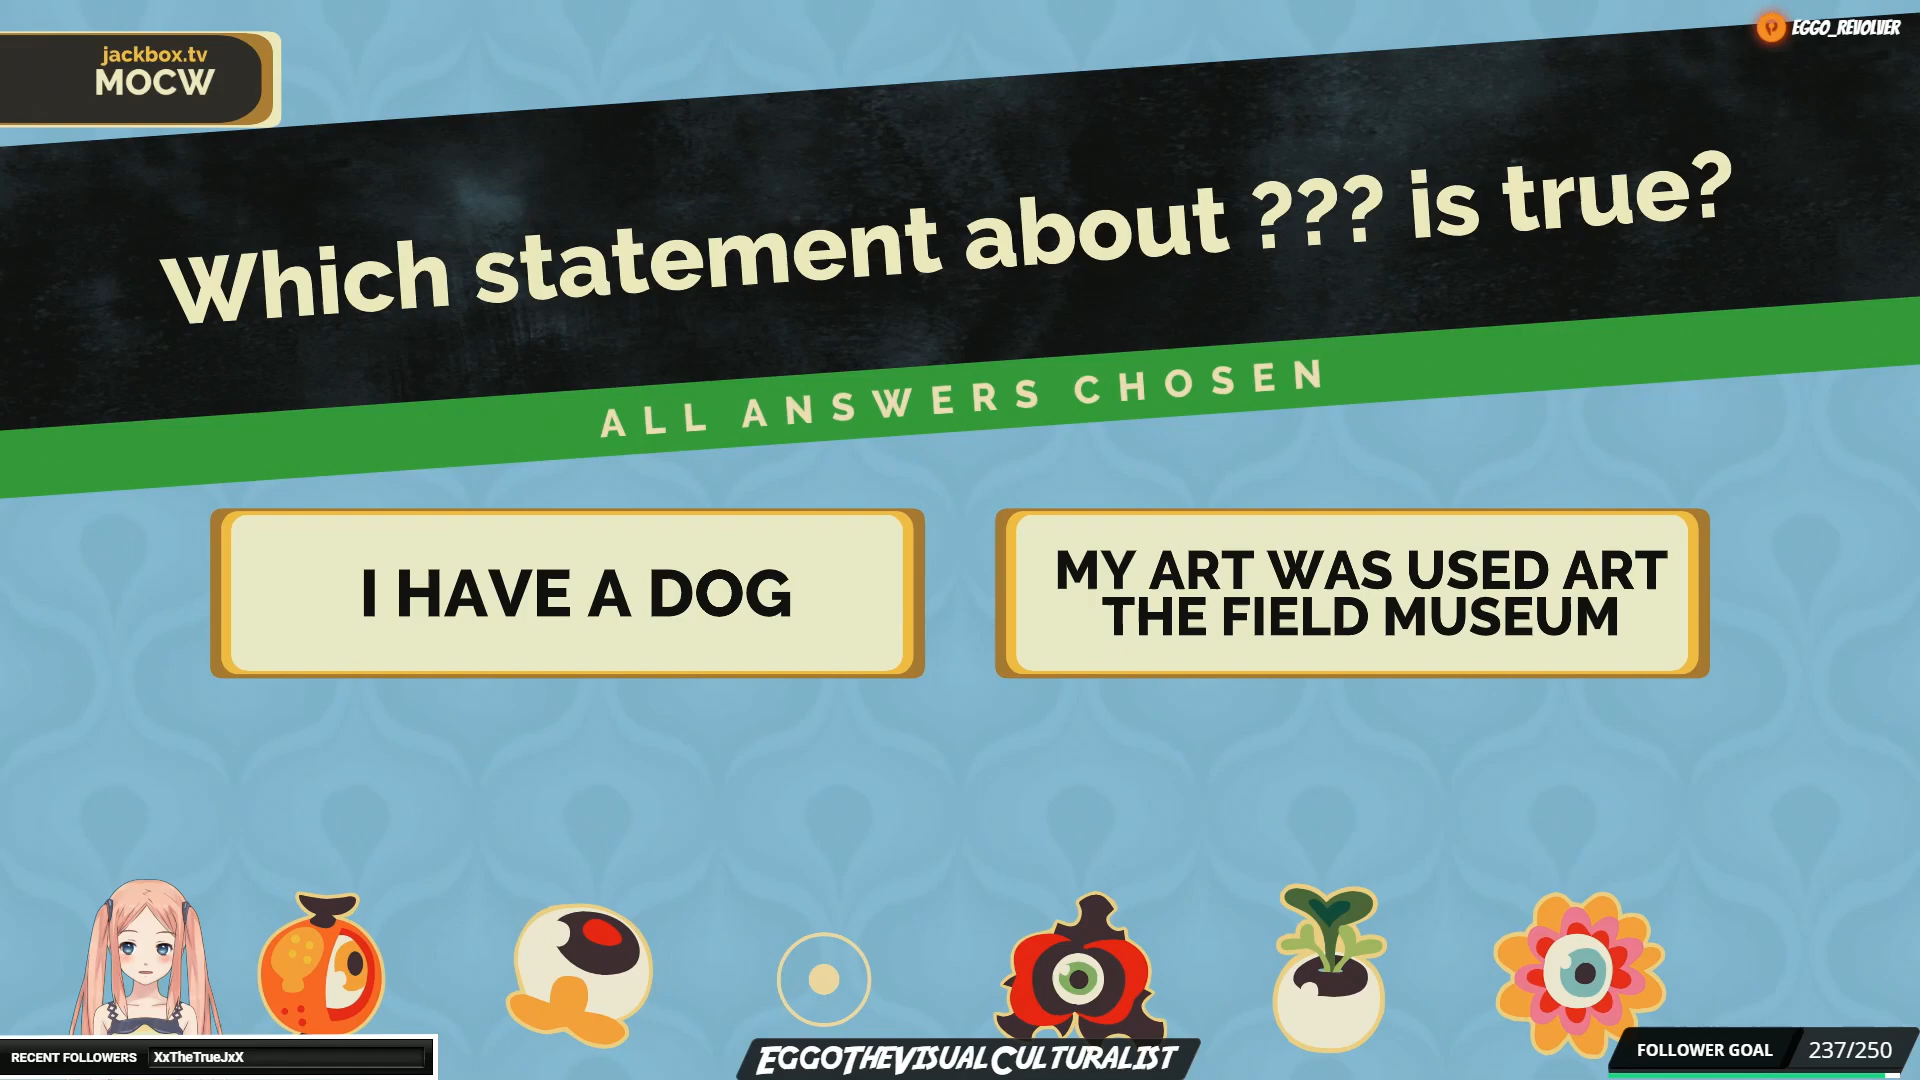 jackbox.tv
MOCW
EGGO_REVOLVER
Which statement about ??? is true?
ALL ANSWERS CHOSEN
I HAVE A DOG
MY ART WAS USED ART
THE FIELD MUSEUM
RECENT FOLLOWERS XxTheTrueJxX
EGGOTHEVISUALCULTURALIST
FOLLOWER GOAL 237/250